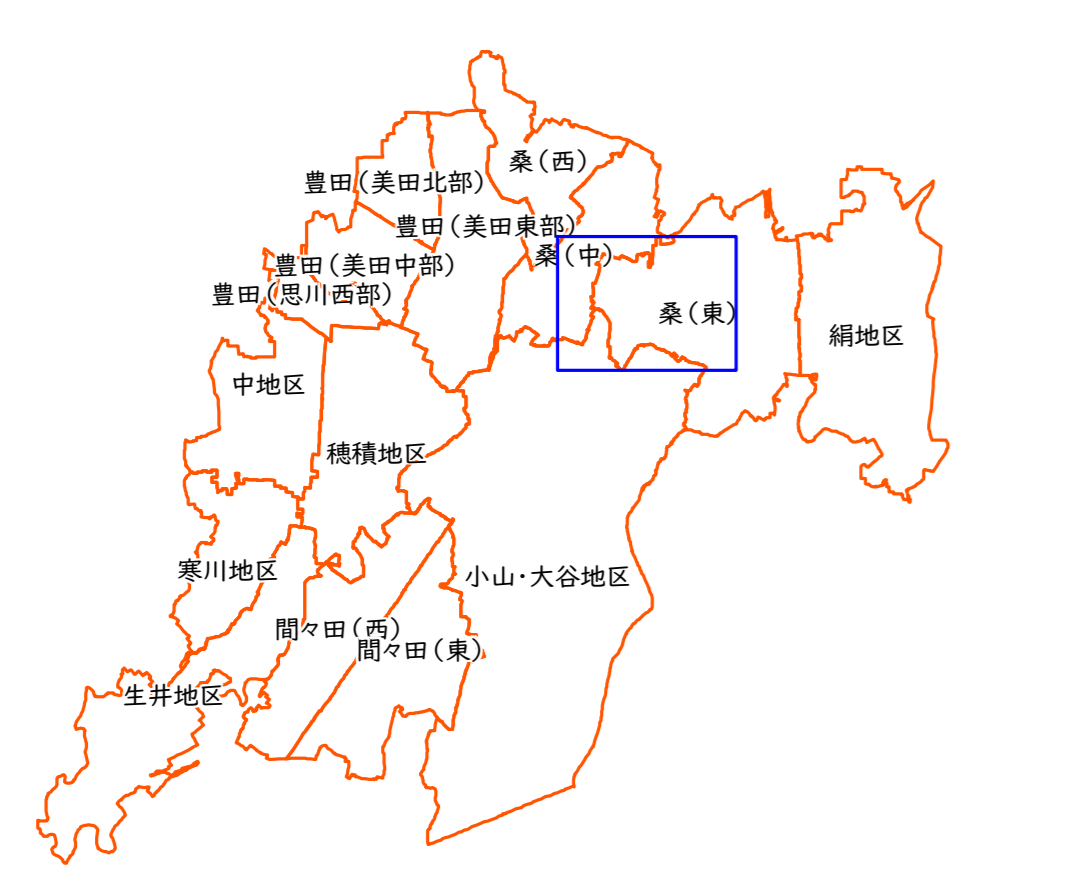 桑(西)
豊田(美田北部)
豊田(美田東部)
桑(中)
豊田(美田中部)
豊田(思川西部)
桑(東)
絹地区
中地区
穂積地区
寒川地区
小山・大谷地区
間々田(西)
間々田(東)
生井地区